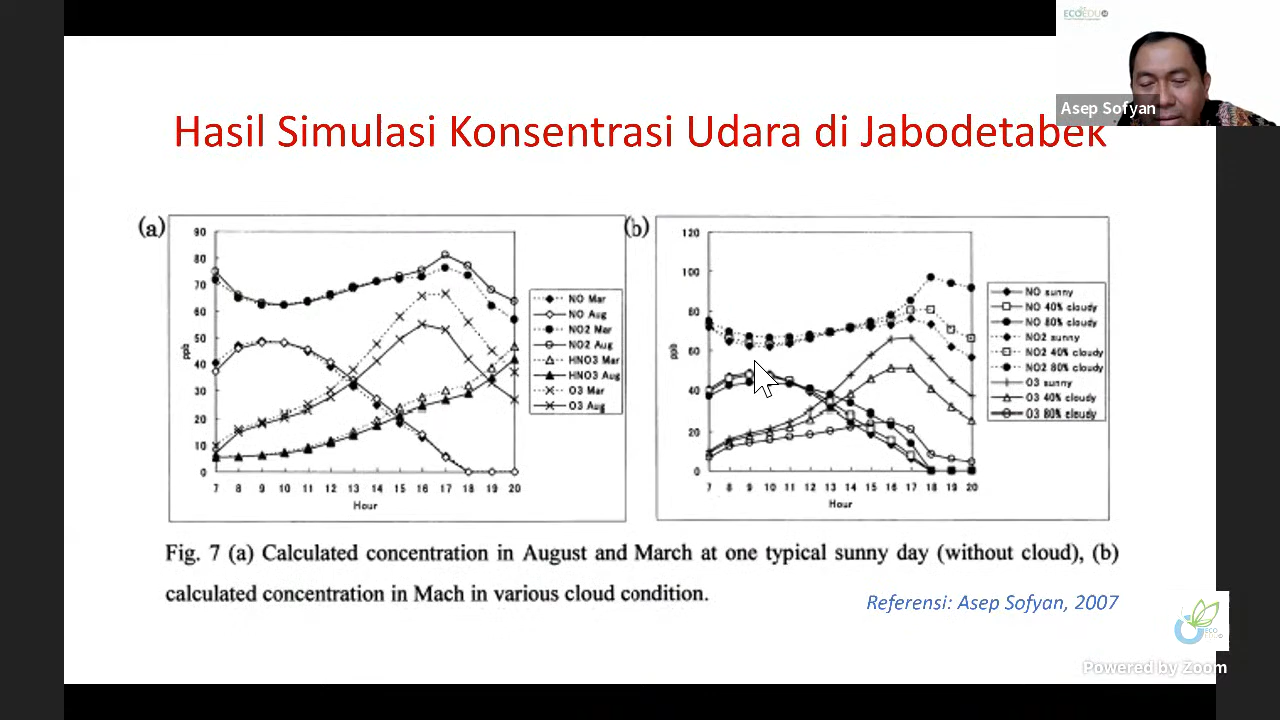 ECOEDU
Asep Sofyan
Hasil Simulasi Konsentrasi Udara di Jabodetabek
(a)
90
80
70
60
50
40
30
20
10
0
ppb
7 8 9 10 11 12 13 14 15 16 17 18 19 20
Hour
NO Mar
NO Aug
NO2 Mar
NO2 Aug
HNO3 Mar
HNO3 Aug
O3 Mar
O3 Aug
(b)
120
100
80
60
40
20
0
ppb
7 8 9 10 11 12 13 14 15 16 17 18 19 20
Hour
NO sunny
NO 40% cloudy
NO 80% cloudy
NO2 sunny
NO2 40% cloudy
NO2 80% cloudy
O3 sunny
O3 40% cloudy
O3 80% cloudy
Fig. 7 (a) Calculated concentration in August and March at one typical sunny day (without cloud), (b)
calculated concentration in Mach in various cloud condition.
Referensi: Asep Sofyan, 2007
ECO
EDU
Powered by Zoom